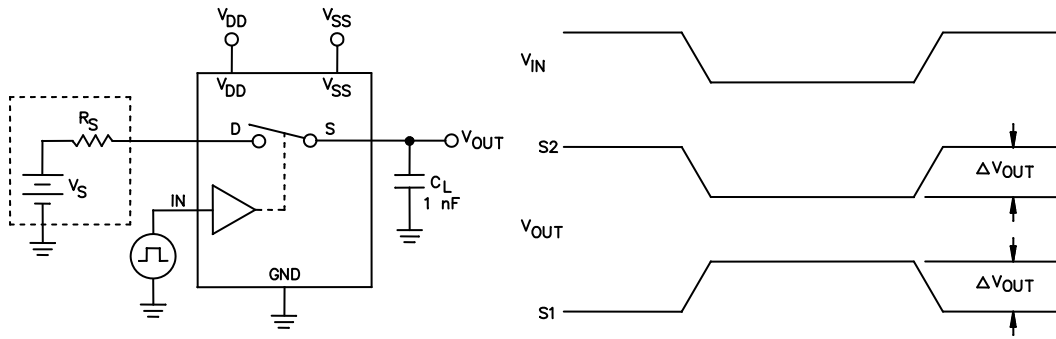 VDD
VSS
VDD
VSS
RS
D
S
VOUT
VS
CL
1 nF
IN
GND
VIN
S2
ΔVOUT
VOUT
ΔVOUT
S1